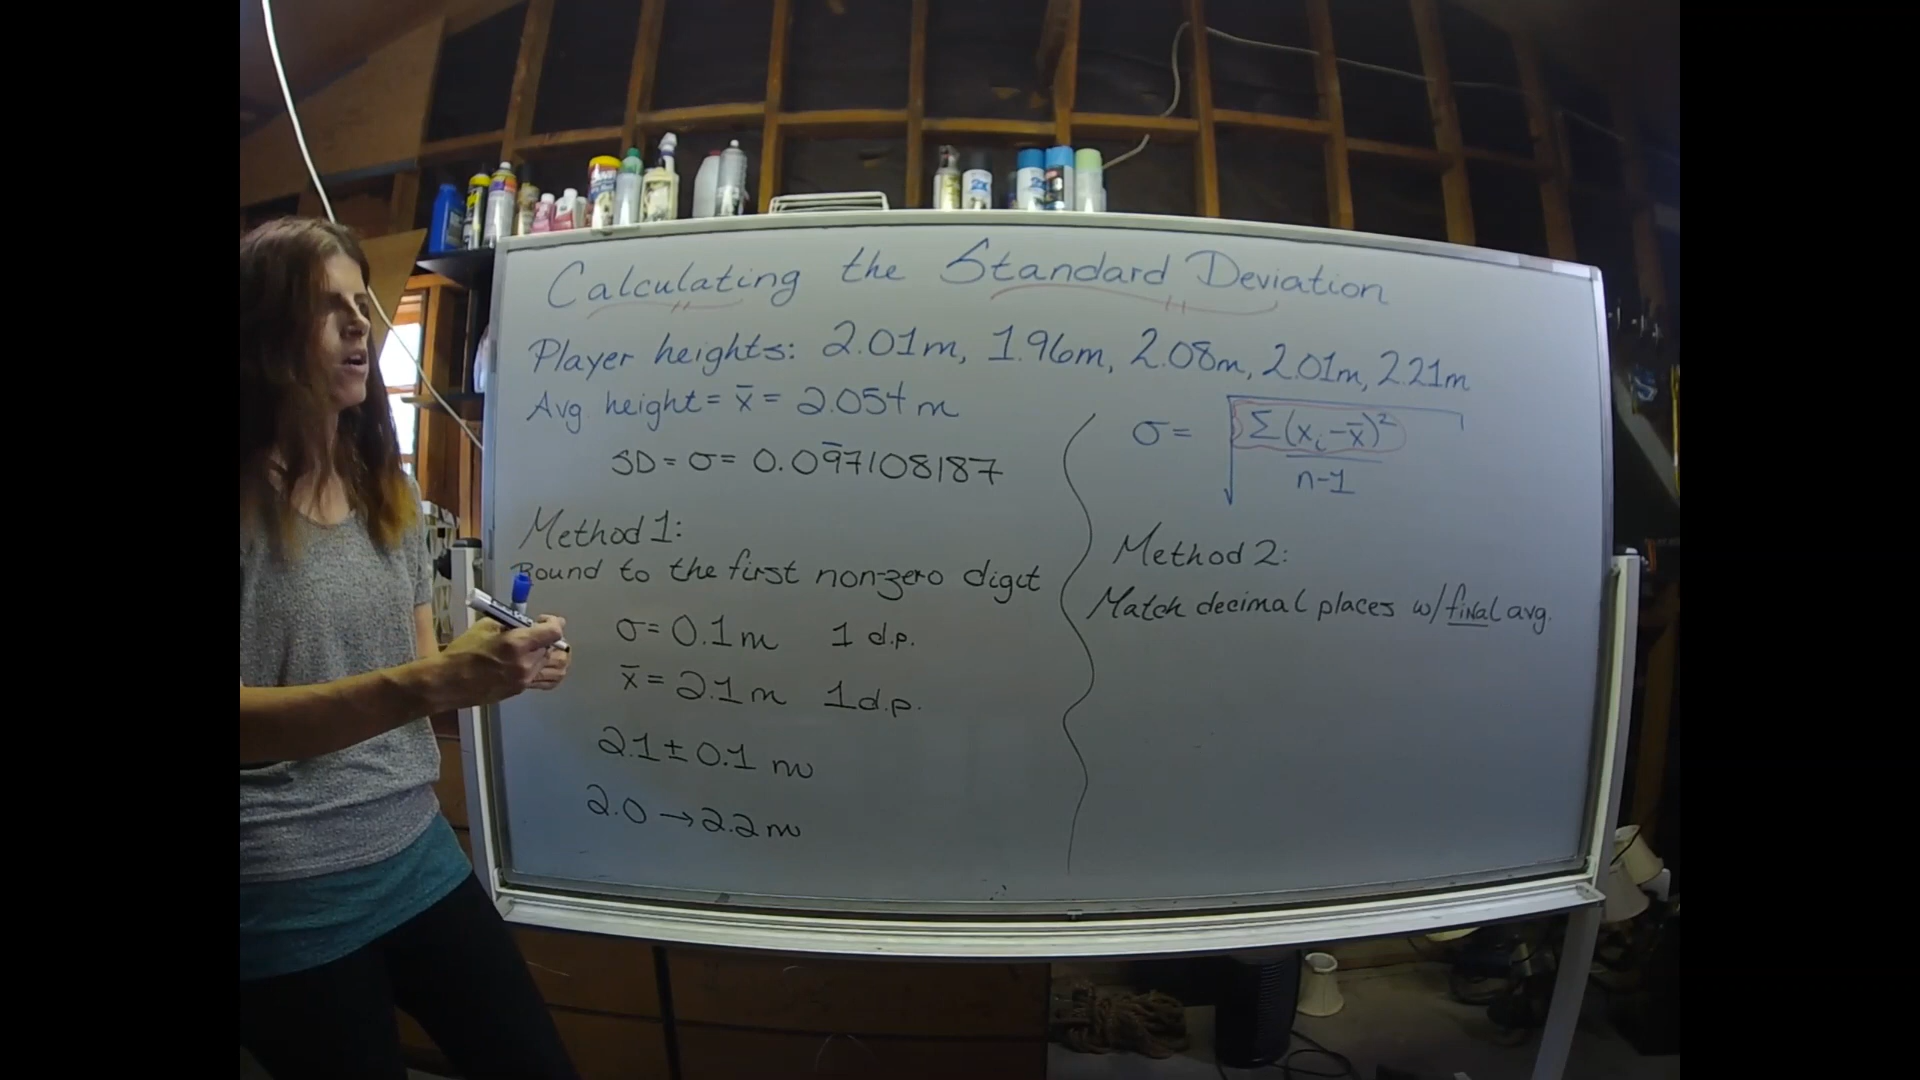 Calculating the Standard Deviation
Player heights: 2.01m, 1.96m, 2.08m, 2.01m, 2.21m
Avg. height = x̄ = 2.054 m
SD = σ = 0.09̅7108187
Method 1:
Round to the first non-zero digit
σ = 0.1 m 1 d.p.
x̄ = 2.1 m 1 d.p.
2.1 ± 0.1 m
2.0 → 2.2 m
σ = √(Σ(xᵢ - x̄)² / n-1)
Method 2:
Match decimal places w/ final avg.